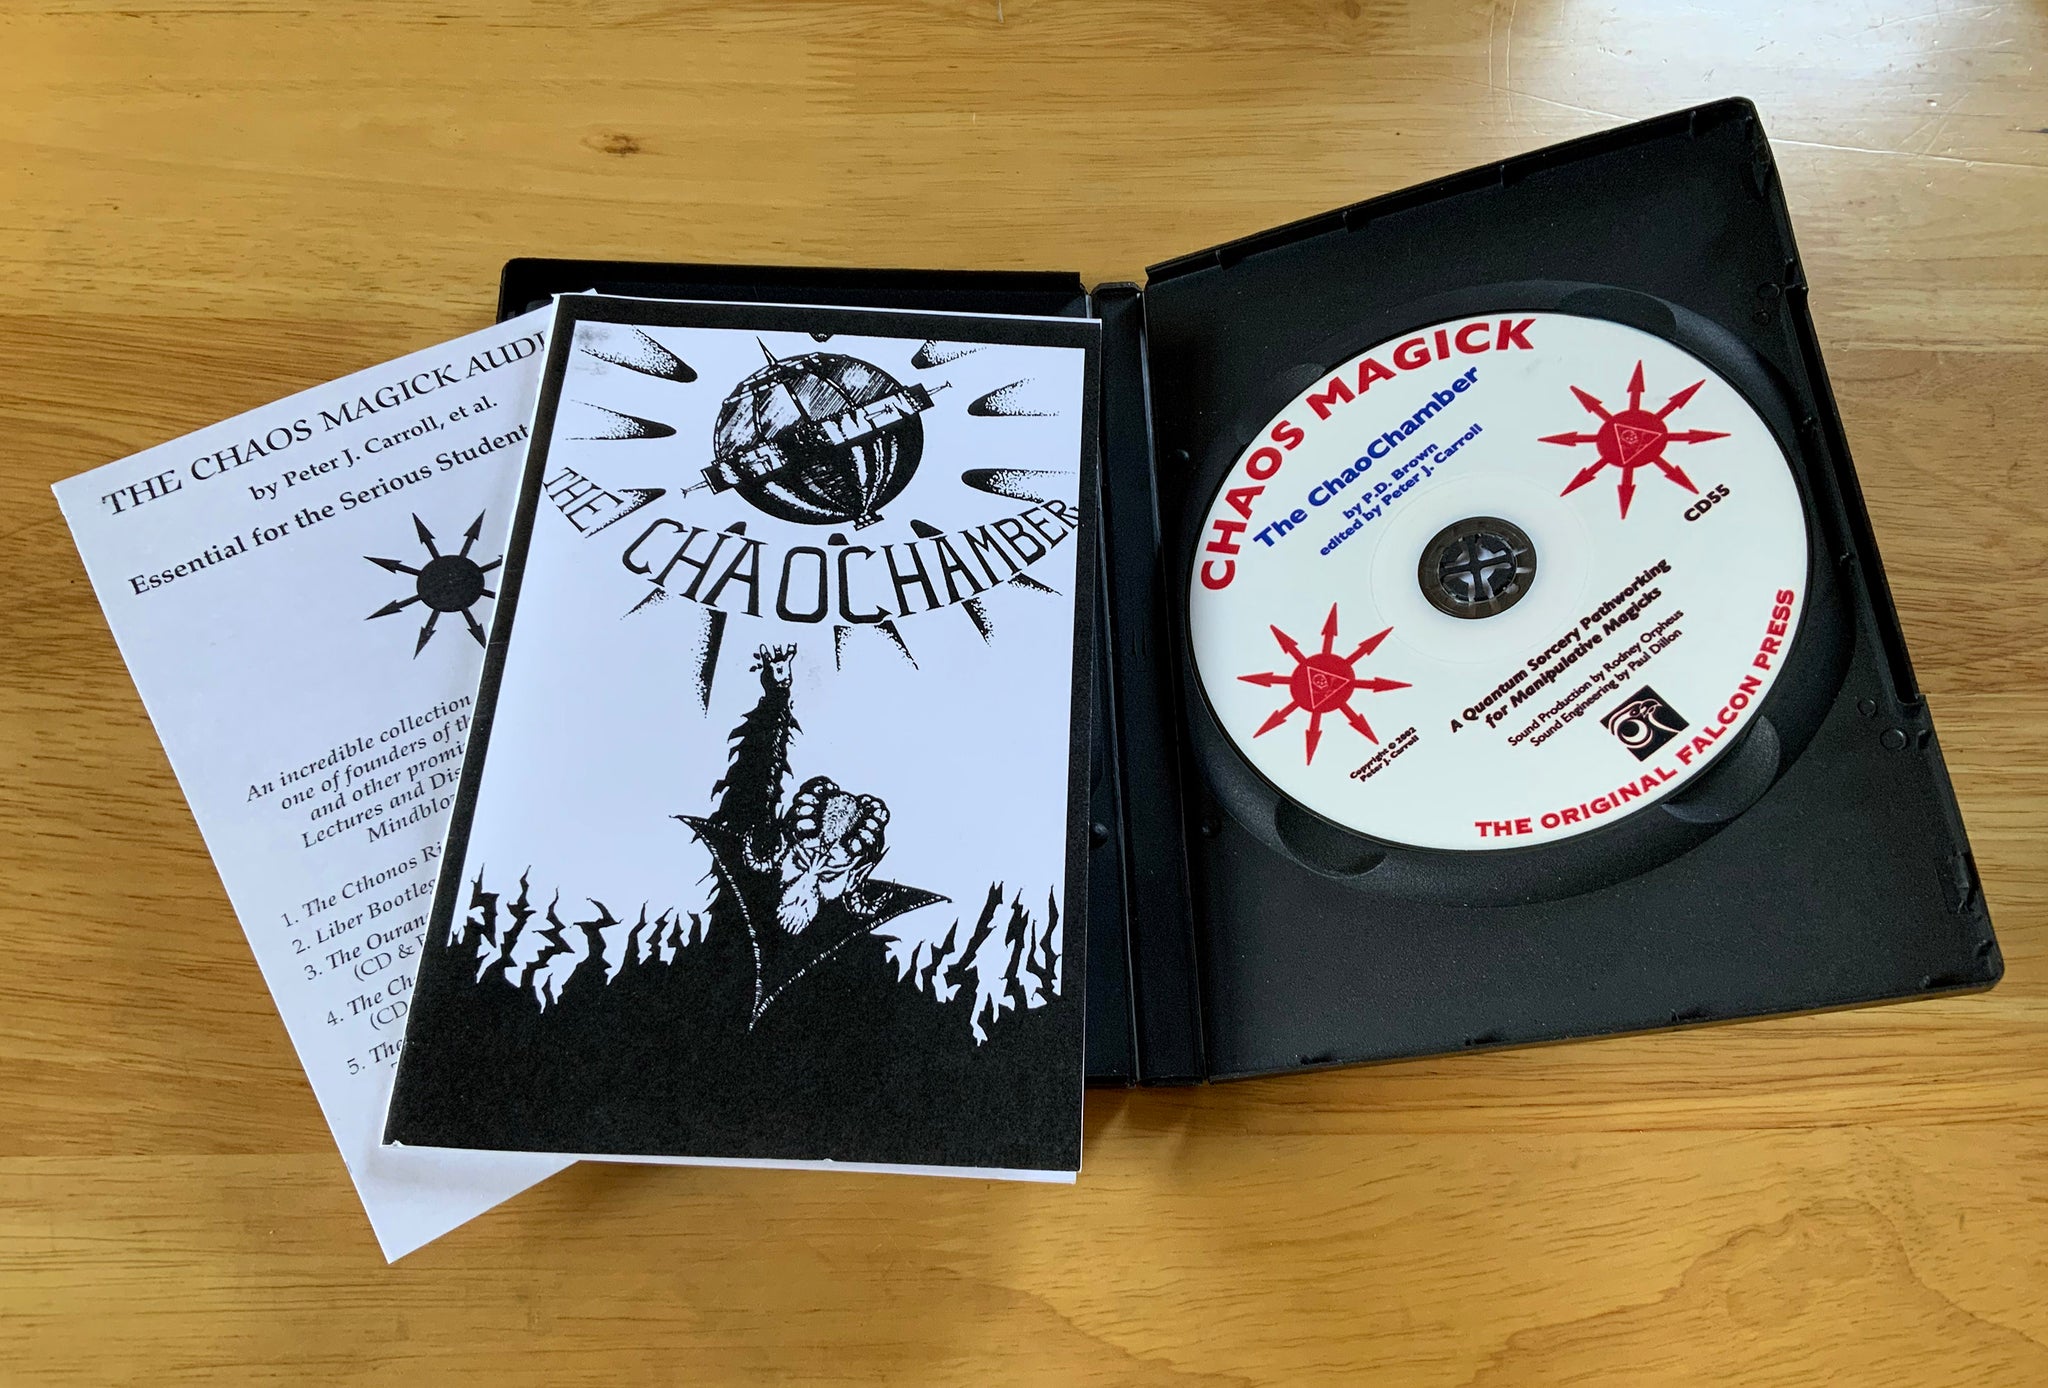 THE CHAOS MAGICK AUDI
by Peter J. Carroll, et al.
Essential for the Serious Student
An incredible collection
one of founders of th
and other promi
Lectures and Dis
Mindblo
1. The Cthonos Ri
2. Liber Bootleg
3. The Ouran
(CD &
4. The Ch
(CD
5. The
THE CHAOCHAMBER
CHAOS MAGICK
The ChaoChamber
by P.D. Brown
edited by Peter J. Carroll
CD55
A Quantum Sorcery Pathworking
for Manipulative Magicks
Sound Production by Rodney Orpheus
Sound Engineering by Paul Dillon
Copyright © 2002
Peter J. Carroll
THE ORIGINAL FALCON PRESS